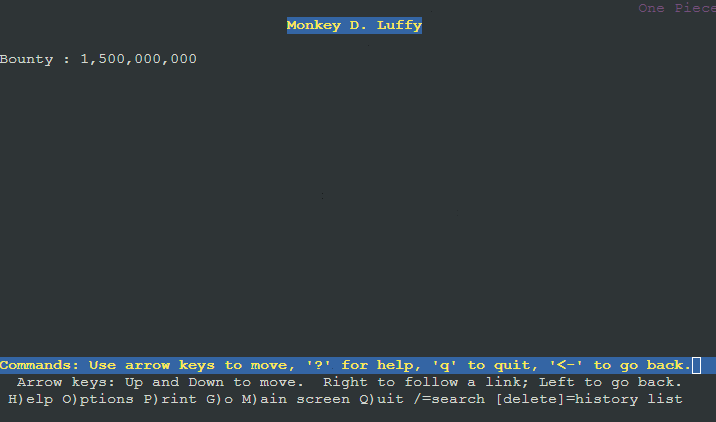 One Piece
Monkey D. Luffy
Bounty : 1,500,000,000
Commands: Use arrow keys to move, '?' for help, 'q' to quit, '<-' to go back.
Arrow keys: Up and Down to move.  Right to follow a link; Left to go back.
H)elp O)ptions P)rint G)o M)ain screen Q)uit /=search [delete]=history list